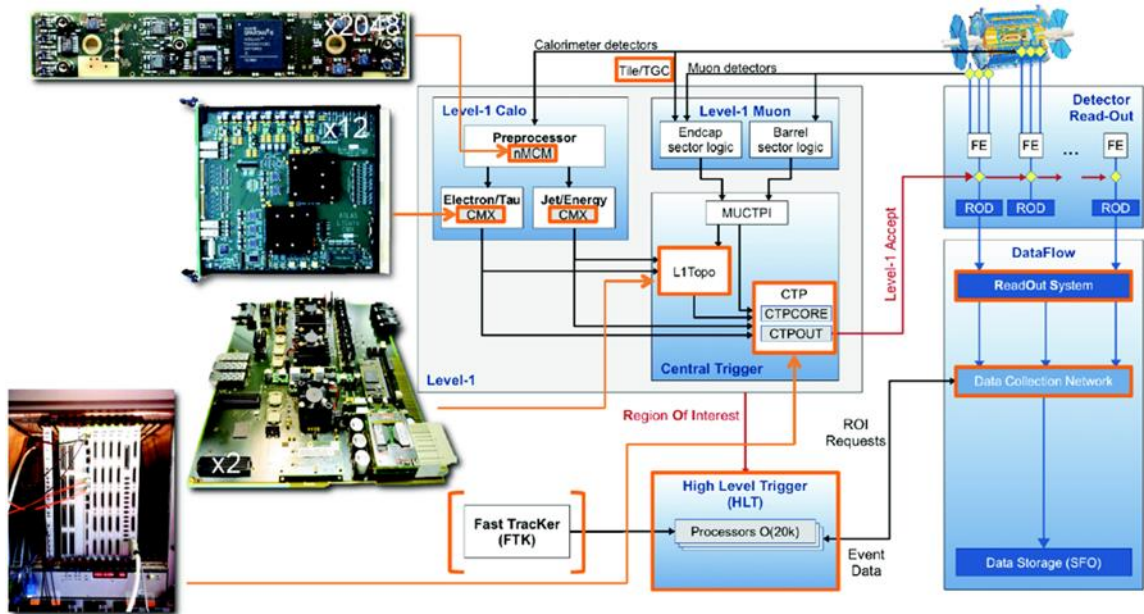 x2048
x12
x2
Calorimeter detectors
Tile/TGC
Muon detectors
Level-1 Calo
Preprocessor
nMCM
Electron/Tau
CMX
Jet/Energy
CMX
Level-1 Muon
Endcap
sector logic
Barrel
sector logic
MUCTPI
L1Topo
CTP
CTPCORE
CTPOUT
Central Trigger
Level-1
Level-1 Accept
Detector
Read-Out
FE
FE
...
FE
ROD
ROD
ROD
DataFlow
ReadOut System
Data Collection Network
Data Storage (SFO)
Region Of Interest
ROI
Requests
High Level Trigger
(HLT)
Processors O(20k)
Event
Data
Fast TracKer
(FTK)